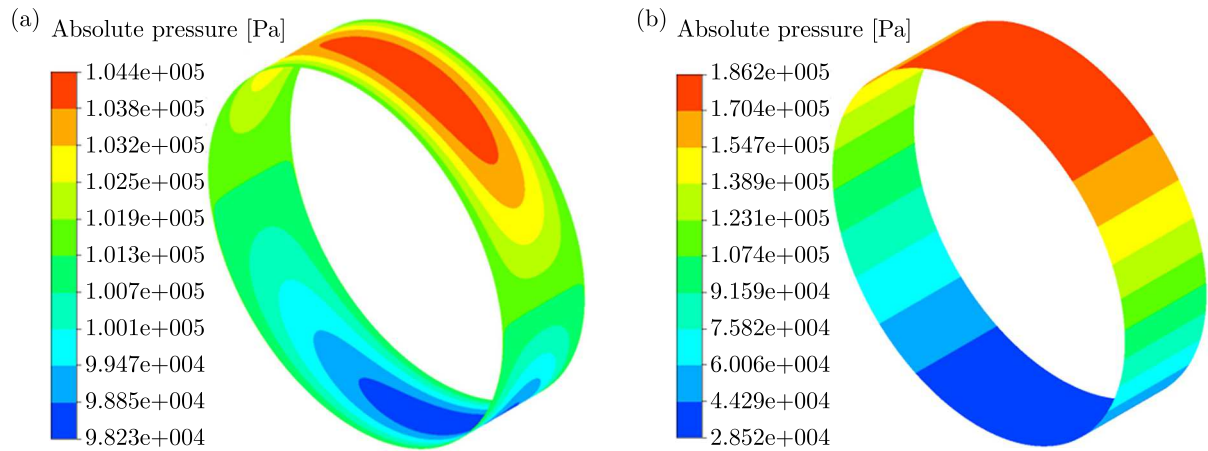 (a) Absolute pressure [Pa]
1.044e+005
1.038e+005
1.032e+005
1.025e+005
1.019e+005
1.013e+005
1.007e+005
1.001e+005
9.947e+004
9.885e+004
9.823e+004
(b) Absolute pressure [Pa]
1.862e+005
1.704e+005
1.547e+005
1.389e+005
1.231e+005
1.074e+005
9.159e+004
7.582e+004
6.006e+004
4.429e+004
2.852e+004